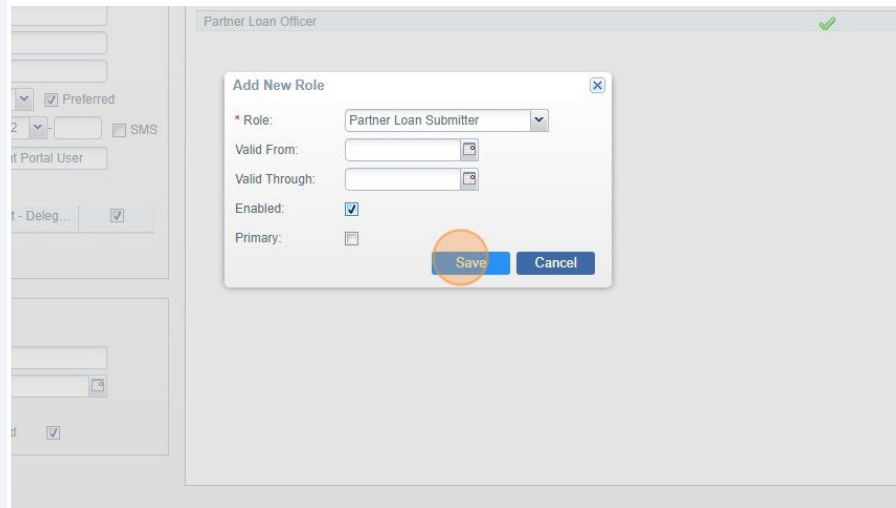 Partner Loan Officer
Add New Role
* Role: Partner Loan Submitter
Preferred
Valid From:
2 - SMS
Valid Through:
t Portal User
Enabled:
t - Deleg...
Primary:
Save Cancel
d